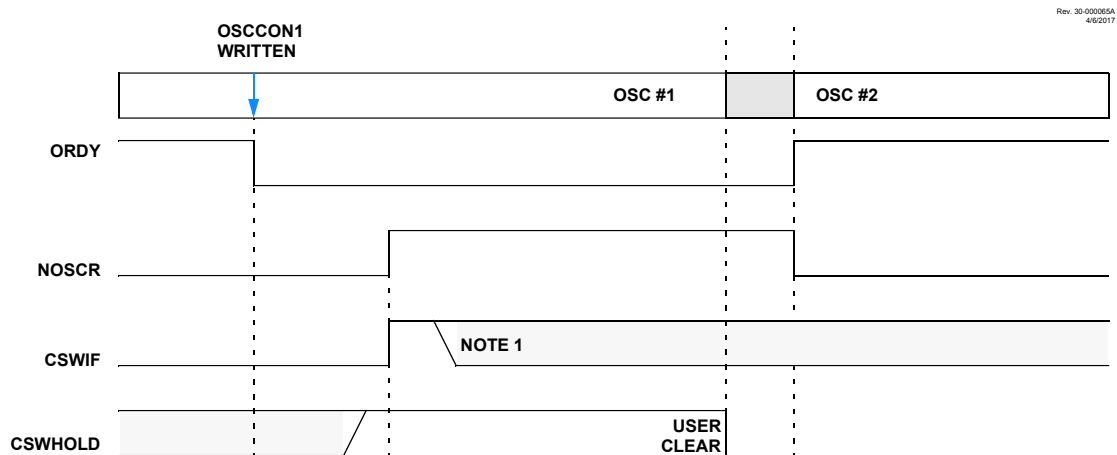 Rev. 30-000065A
4/6/2017
OSCCON1
WRITTEN
OSC #1
OSC #2
ORDY
NOSCR
CSWIF
NOTE 1
CSWHOLD
USER
CLEAR